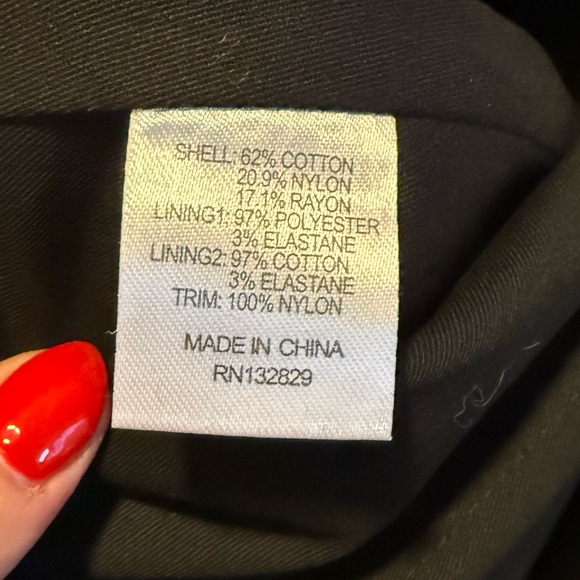 SHELL: 62% COTTON
20.9% NYLON
17.1% RAYON
LINING1: 97% POLYESTER
3% ELASTANE
LINING2: 97% COTTON
3% ELASTANE
TRIM: 100% NYLON
MADE IN CHINA
RN132829